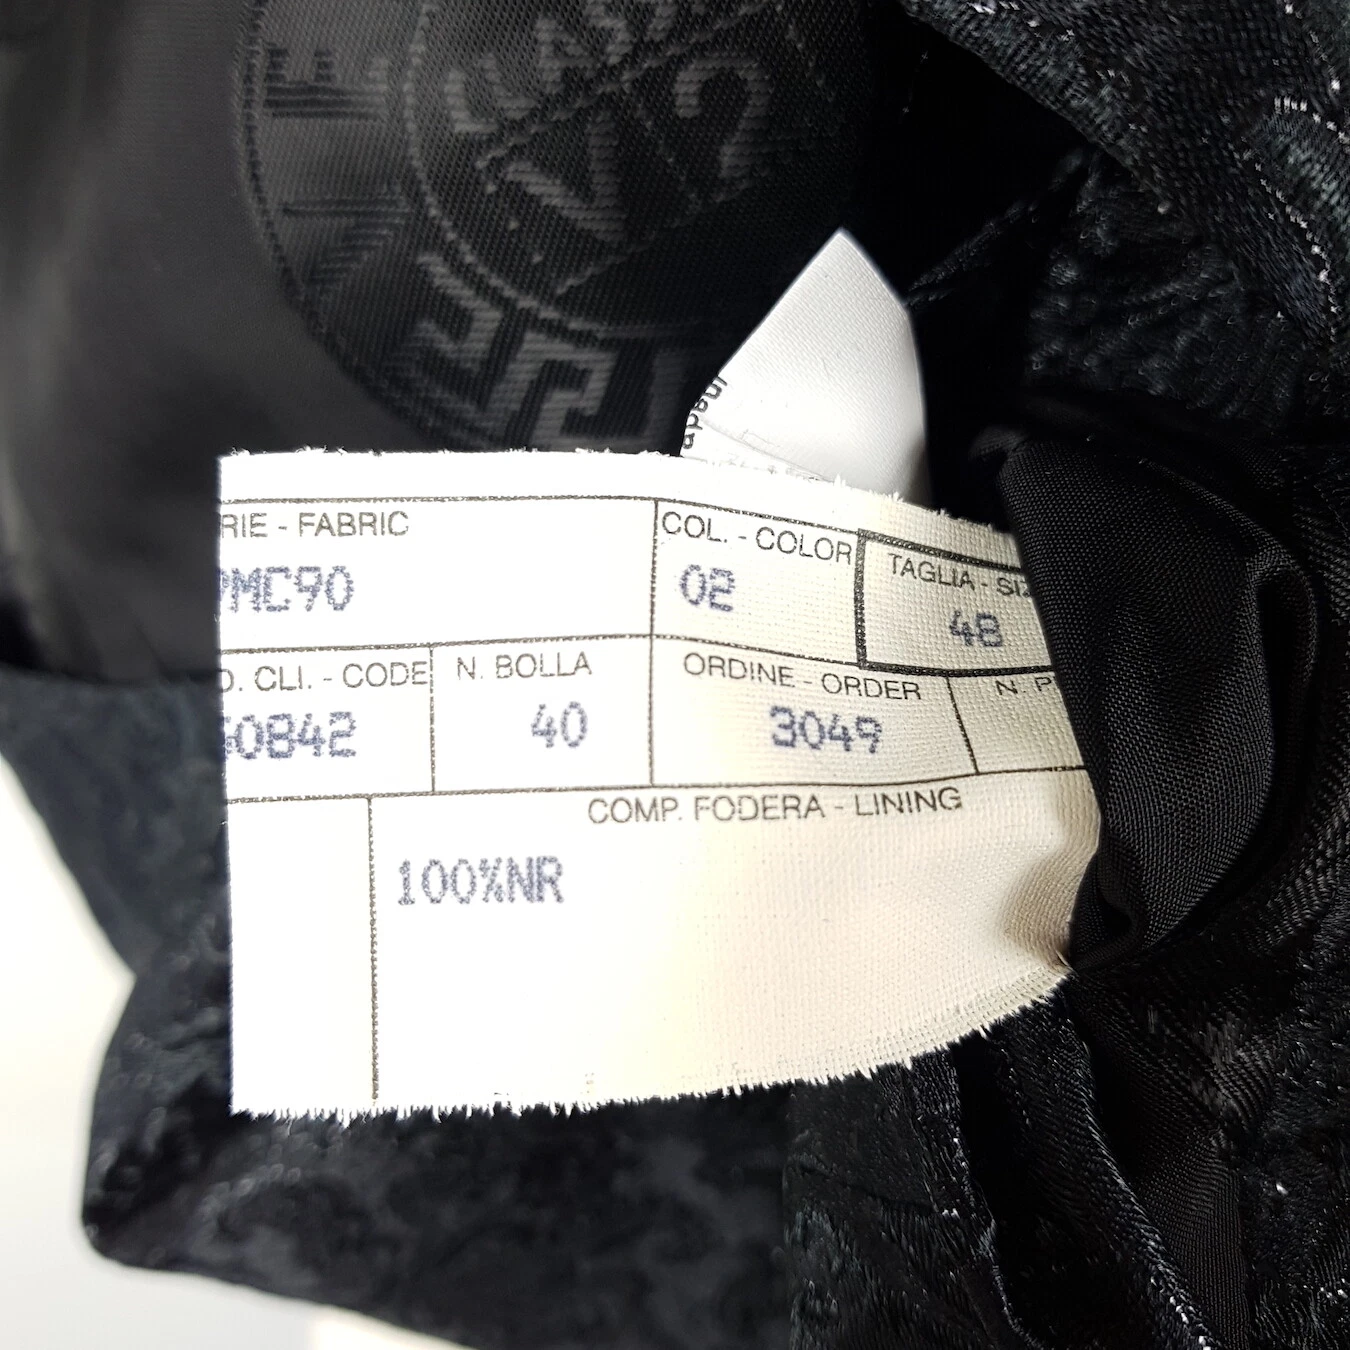 RIE - FABRIC
COL. - COLOR
TAGLIA - SIZ
MC90
02
48
D. CLI. - CODE
N. BOLLA
ORDINE - ORDER
N. P
0842
40
3049
COMP. FODERA - LINING
100%NR